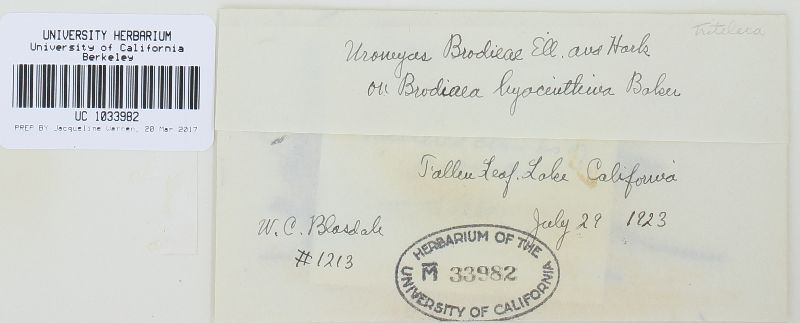 UNIVERSITY HERBARIUM
University of California
Berkeley
UC 1033982
PREP BY Jacqueline Warren, 20 Mar 2017
Triteleia
Uromyces Brodieae Ell. and Hark
on Brodiaea hyacinthina Baker
Fallen Leaf Lake California
July 29 1923
W. C. Blasdale
#1213
HERBARIUM OF THE
M 33982
UNIVERSITY OF CALIFORNIA